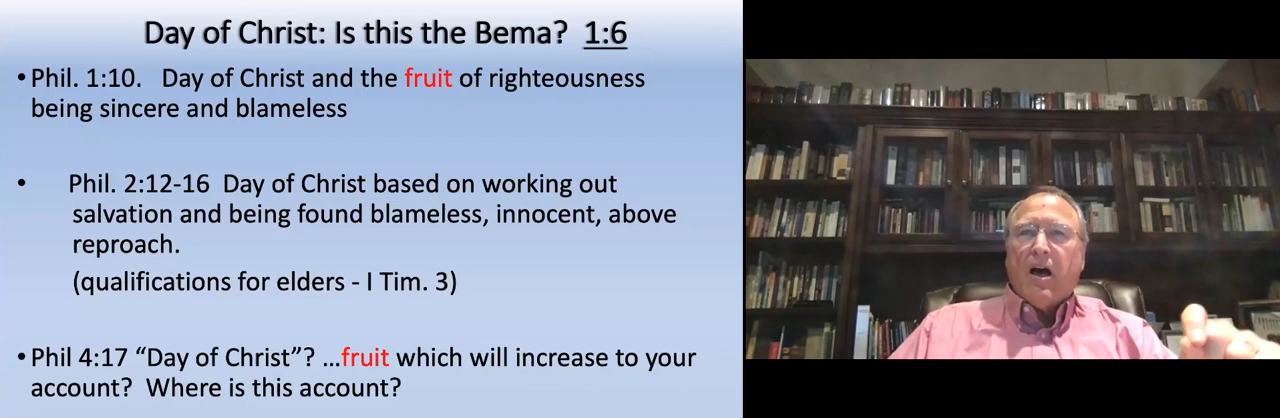 Day of Christ: Is this the Bema? 1:6
• Phil. 1:10. Day of Christ and the fruit of righteousness
being sincere and blameless
• Phil. 2:12-16 Day of Christ based on working out
salvation and being found blameless, innocent, above
reproach.
(qualifications for elders - I Tim. 3)
• Phil 4:17 “Day of Christ”? ...fruit which will increase to your
account? Where is this account?